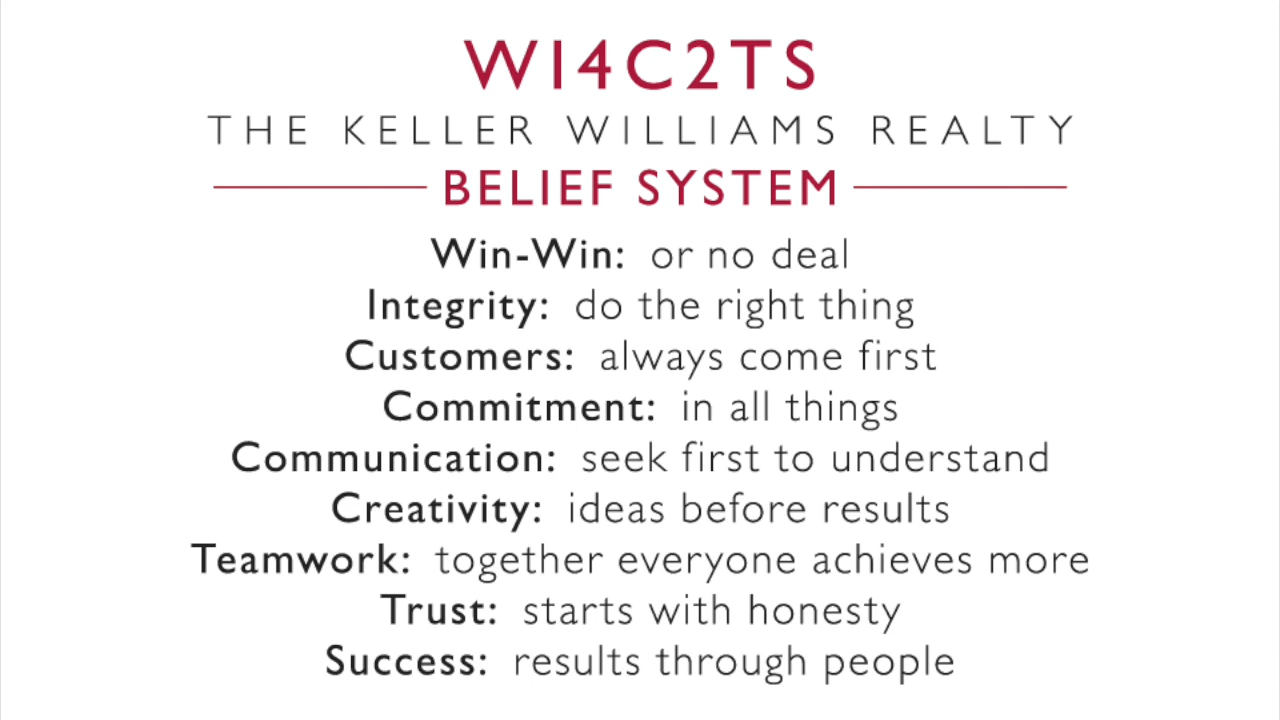 WI4C2TS
THE KELLER WILLIAMS REALTY
BELIEF SYSTEM
Win-Win: or no deal
Integrity: do the right thing
Customers: always come first
Commitment: in all things
Communication: seek first to understand
Creativity: ideas before results
Teamwork: together everyone achieves more
Trust: starts with honesty
Success: results through people